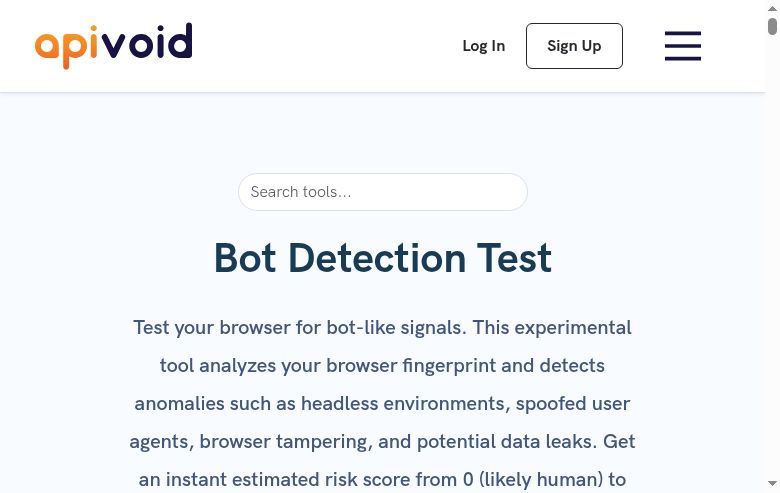 apivoid
Log In
Sign Up
Search tools...
Bot Detection Test
Test your browser for bot-like signals. This experimental
tool analyzes your browser fingerprint and detects
anomalies such as headless environments, spoofed user
agents, browser tampering, and potential data leaks. Get
an instant estimated risk score from 0 (likely human) to